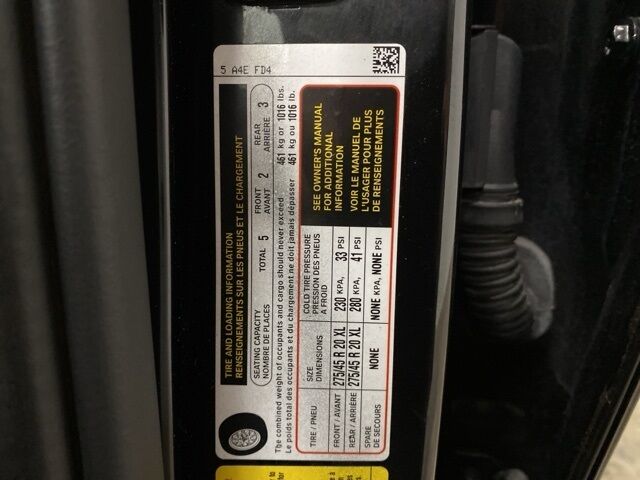 5 A4E FD4
TIRE AND LOADING INFORMATION
RENSEIGNEMENTS SUR LES PNEUS ET LE CHARGEMENT
SEATING CAPACITY
NOMBRE DE PLACES
TOTAL 5
FRONT
AVANT 2
REAR
ARRIÈRE 3
The combined weight of occupants and cargo should never exceed 461 kg or 1016 lbs.
Le poids total des occupants et du chargement ne doit jamais dépasser 461 kg ou 1016 lb.
TIRE / PNEU
SIZE
DIMENSIONS
COLD TIRE PRESSURE
PRESSION DES PNEUS
A FROID
FRONT / AVANT 275/45 R 20 XL 230 KPA, 33 PSI
REAR / ARRIÈRE 275/45 R 20 XL 280 KPA, 41 PSI
SPARE
DE SECOURS
NONE NONE KPA, NONE PSI
SEE OWNER'S MANUAL
FOR ADDITIONAL
INFORMATION
VOIR LE MANUEL DE
L'USAGER POUR PLUS
DE RENSEIGNEMENTS